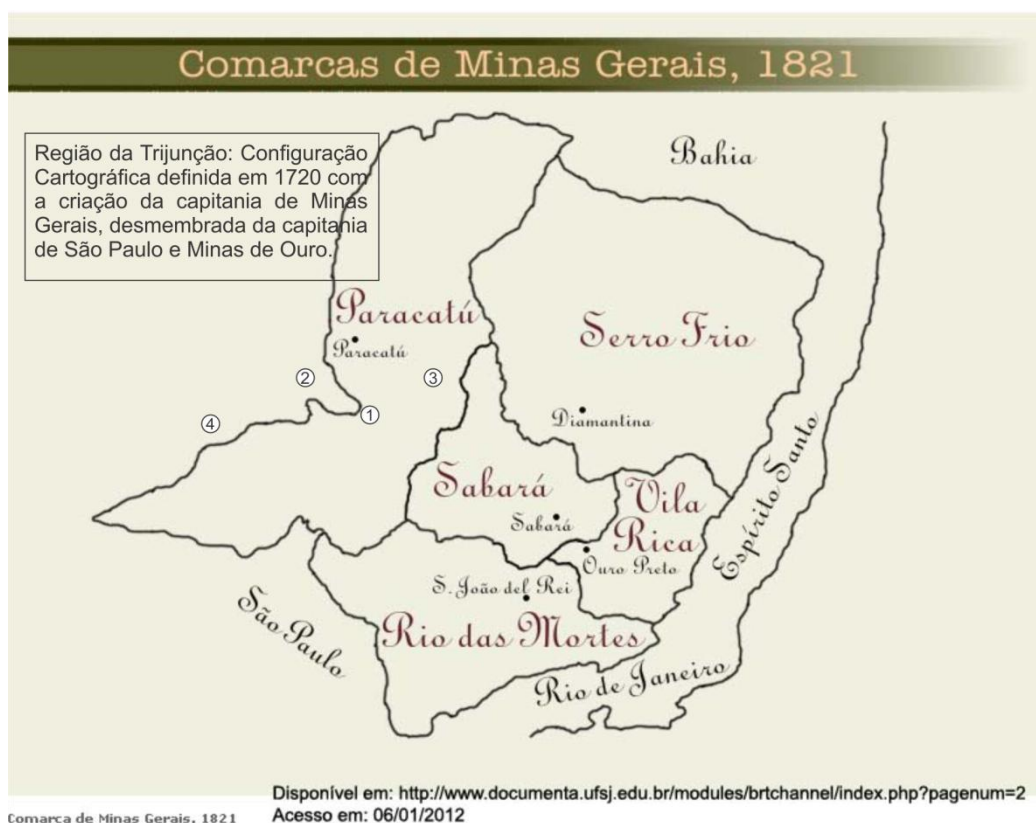 Comarcas de Minas Gerais, 1821
Região da Trijunção: Configuração
Cartográfica definida em 1720 com
a criação da capitania de Minas
Gerais, desmembrada da capitania
de São Paulo e Minas de Ouro.
Bahia
Paracatú
Paracatú
Serro Frio
②
③
①
④
Diamantina
Sabará
Sabará
Vila
Rica
Ouro Preto
Espírito Santo
S. João del Rei
São Paulo
Rio das Mortes
Rio de Janeiro
Disponível em: http://www.documenta.ufsj.edu.br/modules/brtchannel/index.php?pagenum=2
Acesso em: 06/01/2012
Comarca de Minas Gerais, 1821